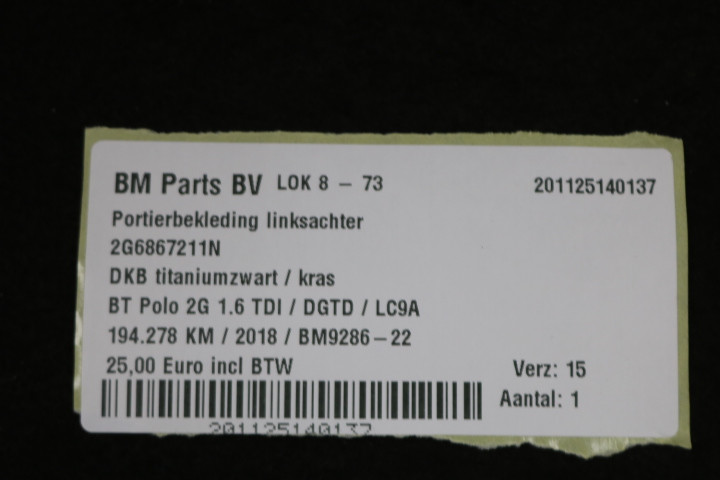 BM Parts BV LOK 8 - 73 201125140137
Portierbekleding linksachter
2G6867211N
DKB titaniumzwart / kras
BT Polo 2G 1.6 TDI / DGTD / LC9A
194.278 KM / 2018 / BM9286-22
25,00 Euro incl BTW Verz: 15
Aantal: 1
201125140137